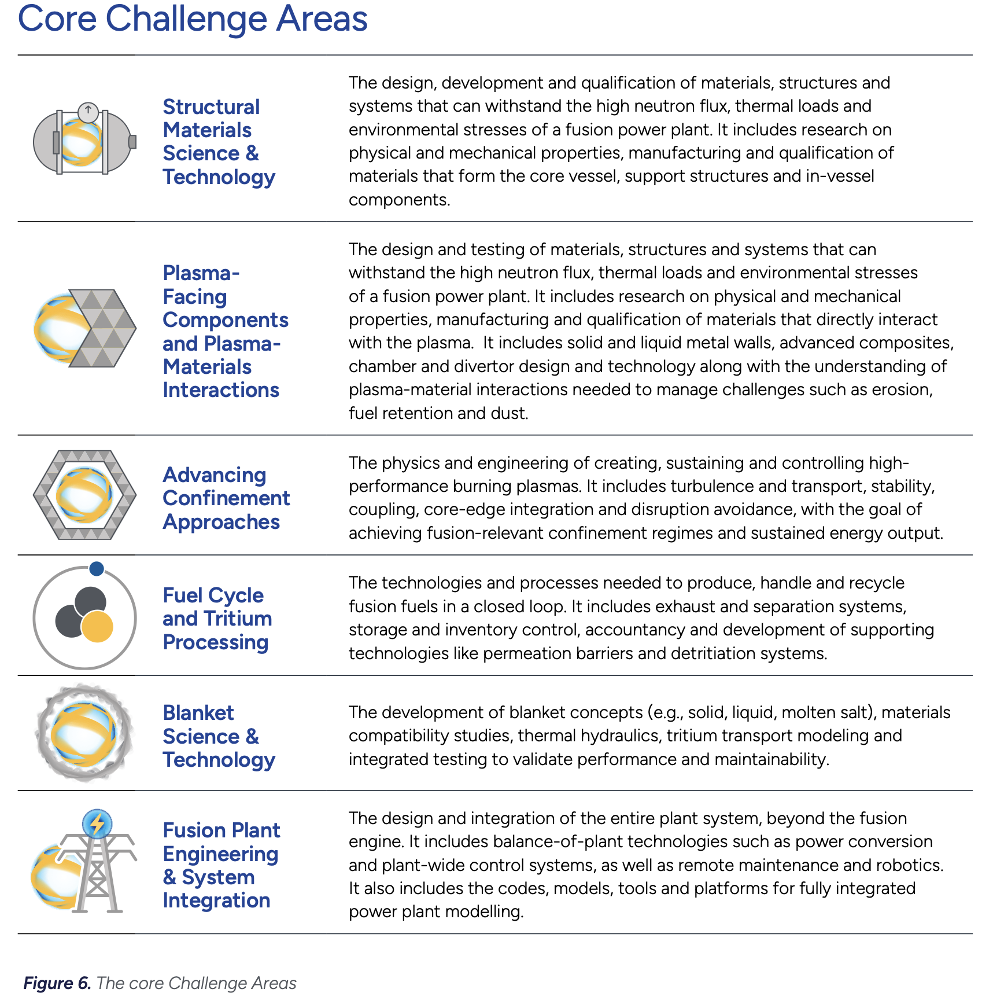 Core Challenge Areas
Structural
Materials
Science &
Technology
The design, development and qualification of materials, structures and
systems that can withstand the high neutron flux, thermal loads and
environmental stresses of a fusion power plant. It includes research on
physical and mechanical properties, manufacturing and qualification of
materials that form the core vessel, support structures and in-vessel
components.
Plasma-
Facing
Components
and Plasma-
Materials
Interactions
The design and testing of materials, structures and systems that can
withstand the high neutron flux, thermal loads and environmental stresses
of a fusion power plant. It includes research on physical and mechanical
properties, manufacturing and qualification of materials that directly interact
with the plasma.  It includes solid and liquid metal walls, advanced composites,
chamber and divertor design and technology along with the understanding of
plasma-material interactions needed to manage challenges such as erosion,
fuel retention and dust.
Advancing
Confinement
Approaches
The physics and engineering of creating, sustaining and controlling high-
performance burning plasmas. It includes turbulence and transport, stability,
coupling, core-edge integration and disruption avoidance, with the goal of
achieving fusion-relevant confinement regimes and sustained energy output.
Fuel Cycle
and Tritium
Processing
The technologies and processes needed to produce, handle and recycle
fusion fuels in a closed loop. It includes exhaust and separation systems,
storage and inventory control, accountancy and development of supporting
technologies like permeation barriers and detritiation systems.
Blanket
Science &
Technology
The development of blanket concepts (e.g., solid, liquid, molten salt), materials
compatibility studies, thermal hydraulics, tritium transport modeling and
integrated testing to validate performance and maintainability.
Fusion Plant
Engineering
& System
Integration
The design and integration of the entire plant system, beyond the fusion
engine. It includes balance-of-plant technologies such as power conversion
and plant-wide control systems, as well as remote maintenance and robotics.
It also includes the codes, models, tools and platforms for fully integrated
power plant modelling.
Figure 6. The core Challenge Areas